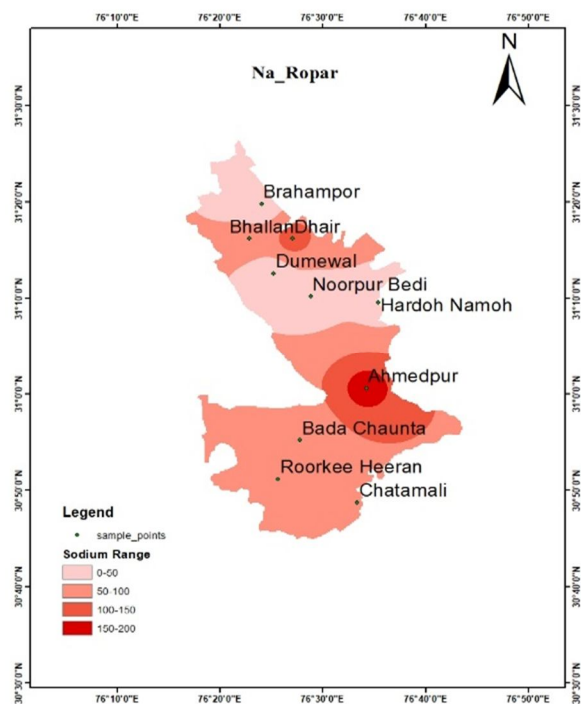 76°10'0"E 76°20'0"E 76°30'0"E 76°40'0"E 76°50'0"E
N
Na_Ropar
31°30'0"N 31°30'0"N
31°20'0"N 31°20'0"N
Brahampor
BhallanDhair
Dumewal
Noorpur Bedi
31°10'0"N 31°10'0"N
Hardoh Namoh
Ahmedpur
31°0'0"N 31°0'0"N
Bada Chaunta
Roorkee Heeran
30°50'0"N 30°50'0"N
Chatamali
Legend
sample_points
Sodium Range
0-50
50-100
100-150
150-200
30°40'0"N 30°40'0"N
30°30'0"N 30°30'0"N
76°10'0"E 76°20'0"E 76°30'0"E 76°40'0"E 76°50'0"E